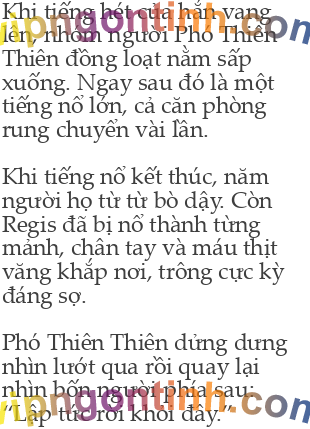 Khi tiếng hét của hắn vang
lên, nhóm người Phó Thiên
Thiên đồng loạt nằm sấp
xuống. Ngay sau đó là một
tiếng nổ lớn, cả căn phòng
rung chuyển vài lần.
Khi tiếng nổ kết thúc, năm
người họ từ từ bò dậy. Còn
Regis đã bị nổ thành từng
mảnh, chân tay và máu thịt
văng khắp nơi, trông cực kỳ
đáng sợ.
Phó Thiên Thiên dửng dưng
nhìn lướt qua rồi quay lại
nhìn bốn người phía sau:
“Lập tức rời khỏi đây.”
vipngontinh.com
vipngontinh.com